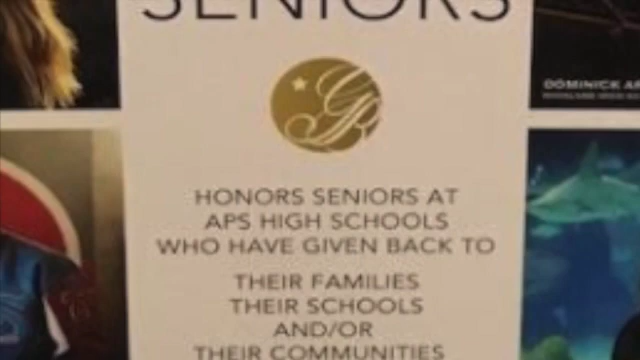 SENIORS
HONORS SENIORS AT
APS HIGH SCHOOLS
WHO HAVE GIVEN BACK TO
THEIR FAMILIES
THEIR SCHOOLS
AND/OR
THEIR COMMUNITIES
DOMINICK